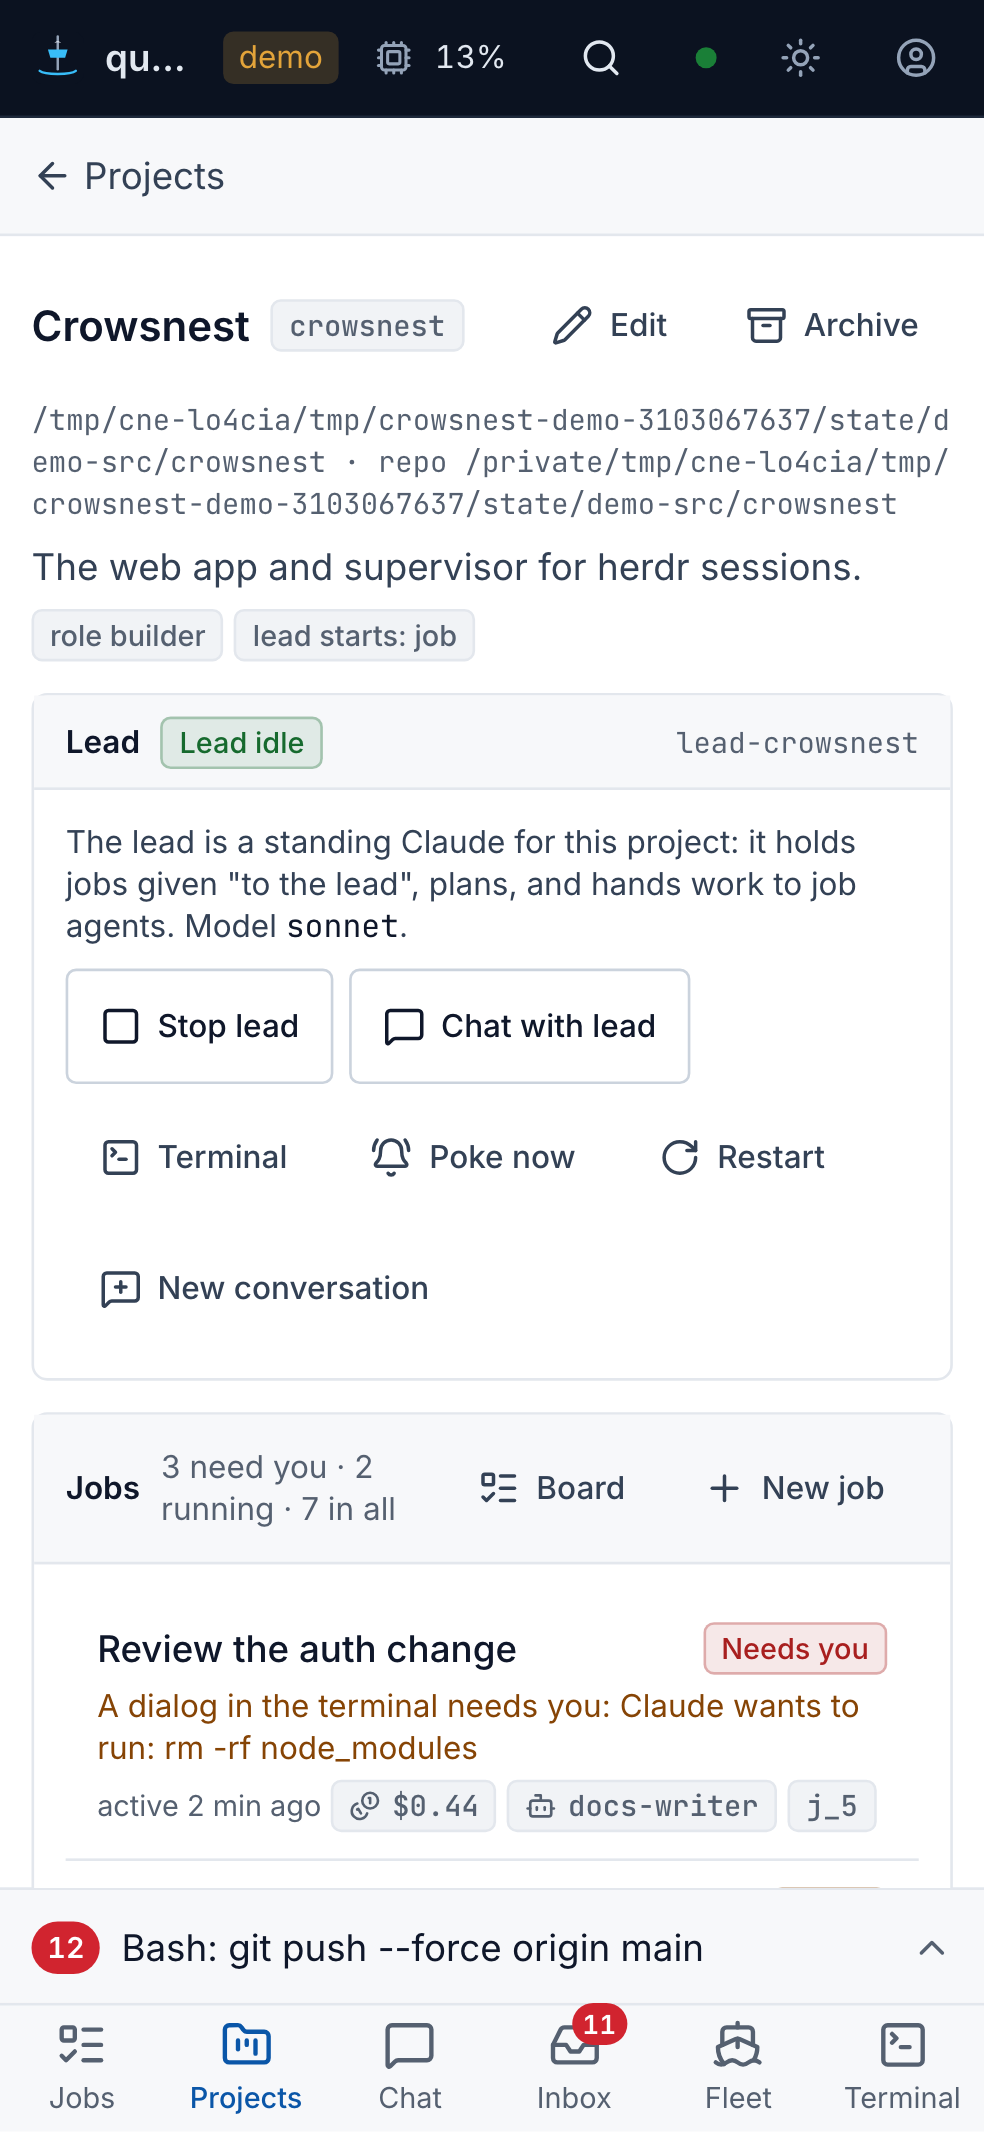 qu... demo 13%
Projects
Crowsnest crowsnest Edit Archive
/tmp/cne-lo4cia/tmp/crowsnest-demo-3103067637/state/d
emo-src/crowsnest · repo /private/tmp/cne-lo4cia/tmp/
crowsnest-demo-3103067637/state/demo-src/crowsnest
The web app and supervisor for herdr sessions.
role builder lead starts: job
Lead Lead idle lead-crowsnest
The lead is a standing Claude for this project: it holds
jobs given "to the lead", plans, and hands work to job
agents. Model sonnet.
Stop lead Chat with lead
Terminal Poke now Restart
New conversation
Jobs 3 need you · 2
running · 7 in all Board New job
Review the auth change Needs you
A dialog in the terminal needs you: Claude wants to
run: rm -rf node_modules
active 2 min ago $0.44 docs-writer j_5
12 Bash: git push --force origin main
11
Jobs Projects Chat Inbox Fleet Terminal